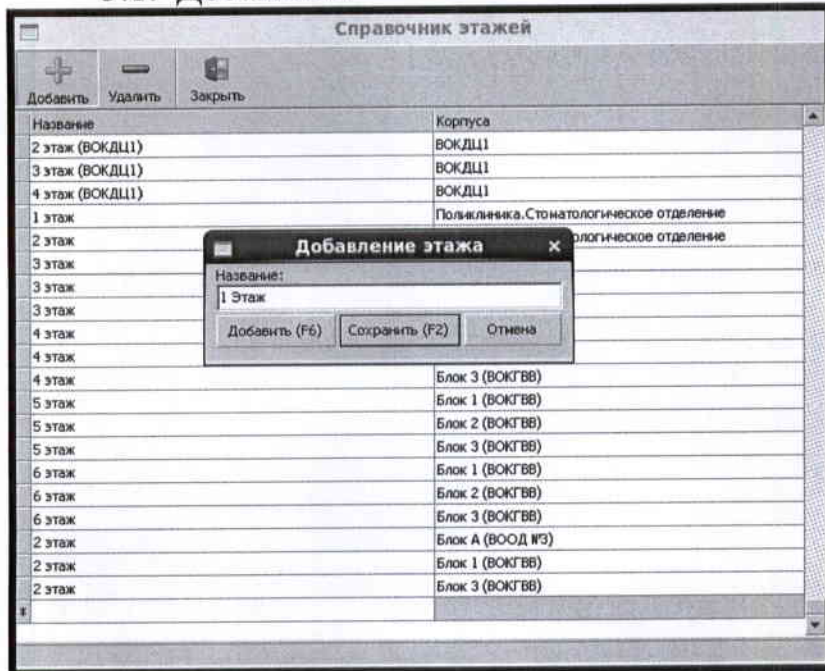 Справочник этажей
Добавить Удалить Закрыть
Название Корпуса
2 этаж (ВОКДЦ1) ВОКДЦ1
3 этаж (ВОКДЦ1) ВОКДЦ1
4 этаж (ВОКДЦ1) ВОКДЦ1
1 этаж Поликлиника.Стоматологическое отделение
2 этаж отделение
3 этаж
3 этаж
3 этаж
4 этаж
4 этаж
Добавление этажа
Название:
1 Этаж
Добавить (F6) Сохранить (F2) Отмена
4 этаж Блок 3 (ВОКГВВ)
5 этаж Блок 1 (ВОКГВВ)
5 этаж Блок 2 (ВОКГВВ)
5 этаж Блок 3 (ВОКГВВ)
6 этаж Блок 1 (ВОКГВВ)
6 этаж Блок 2 (ВОКГВВ)
6 этаж Блок 3 (ВОКГВВ)
2 этаж Блок А (ВООД №3)
2 этаж Блок 1 (ВОКГВВ)
2 этаж Блок 3 (ВОКГВВ)